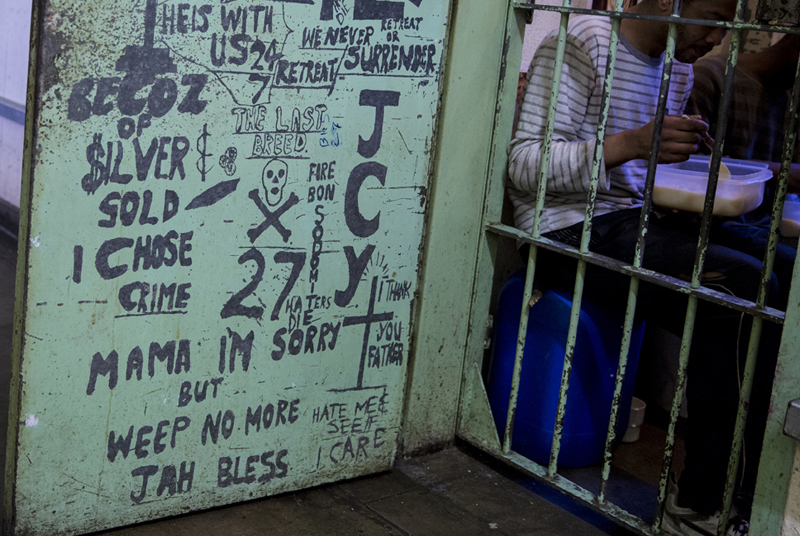 HE IS WITH
US 24
7
WE NEVER RETREAT
OR
RETREAT/SURRENDER
BECOZ
OF
$ILVER
SOLD
I CHOSE
CRIME
THE LAST
BREED.
FIRE
BON
SODOMI
HATERS
DIE
27
JCY
I THANK
YOU
FATHER
MAMA I'M SORRY
BUT
WEEP NO MORE
JAH BLESS
HATE ME &
SEE IF
I CARE